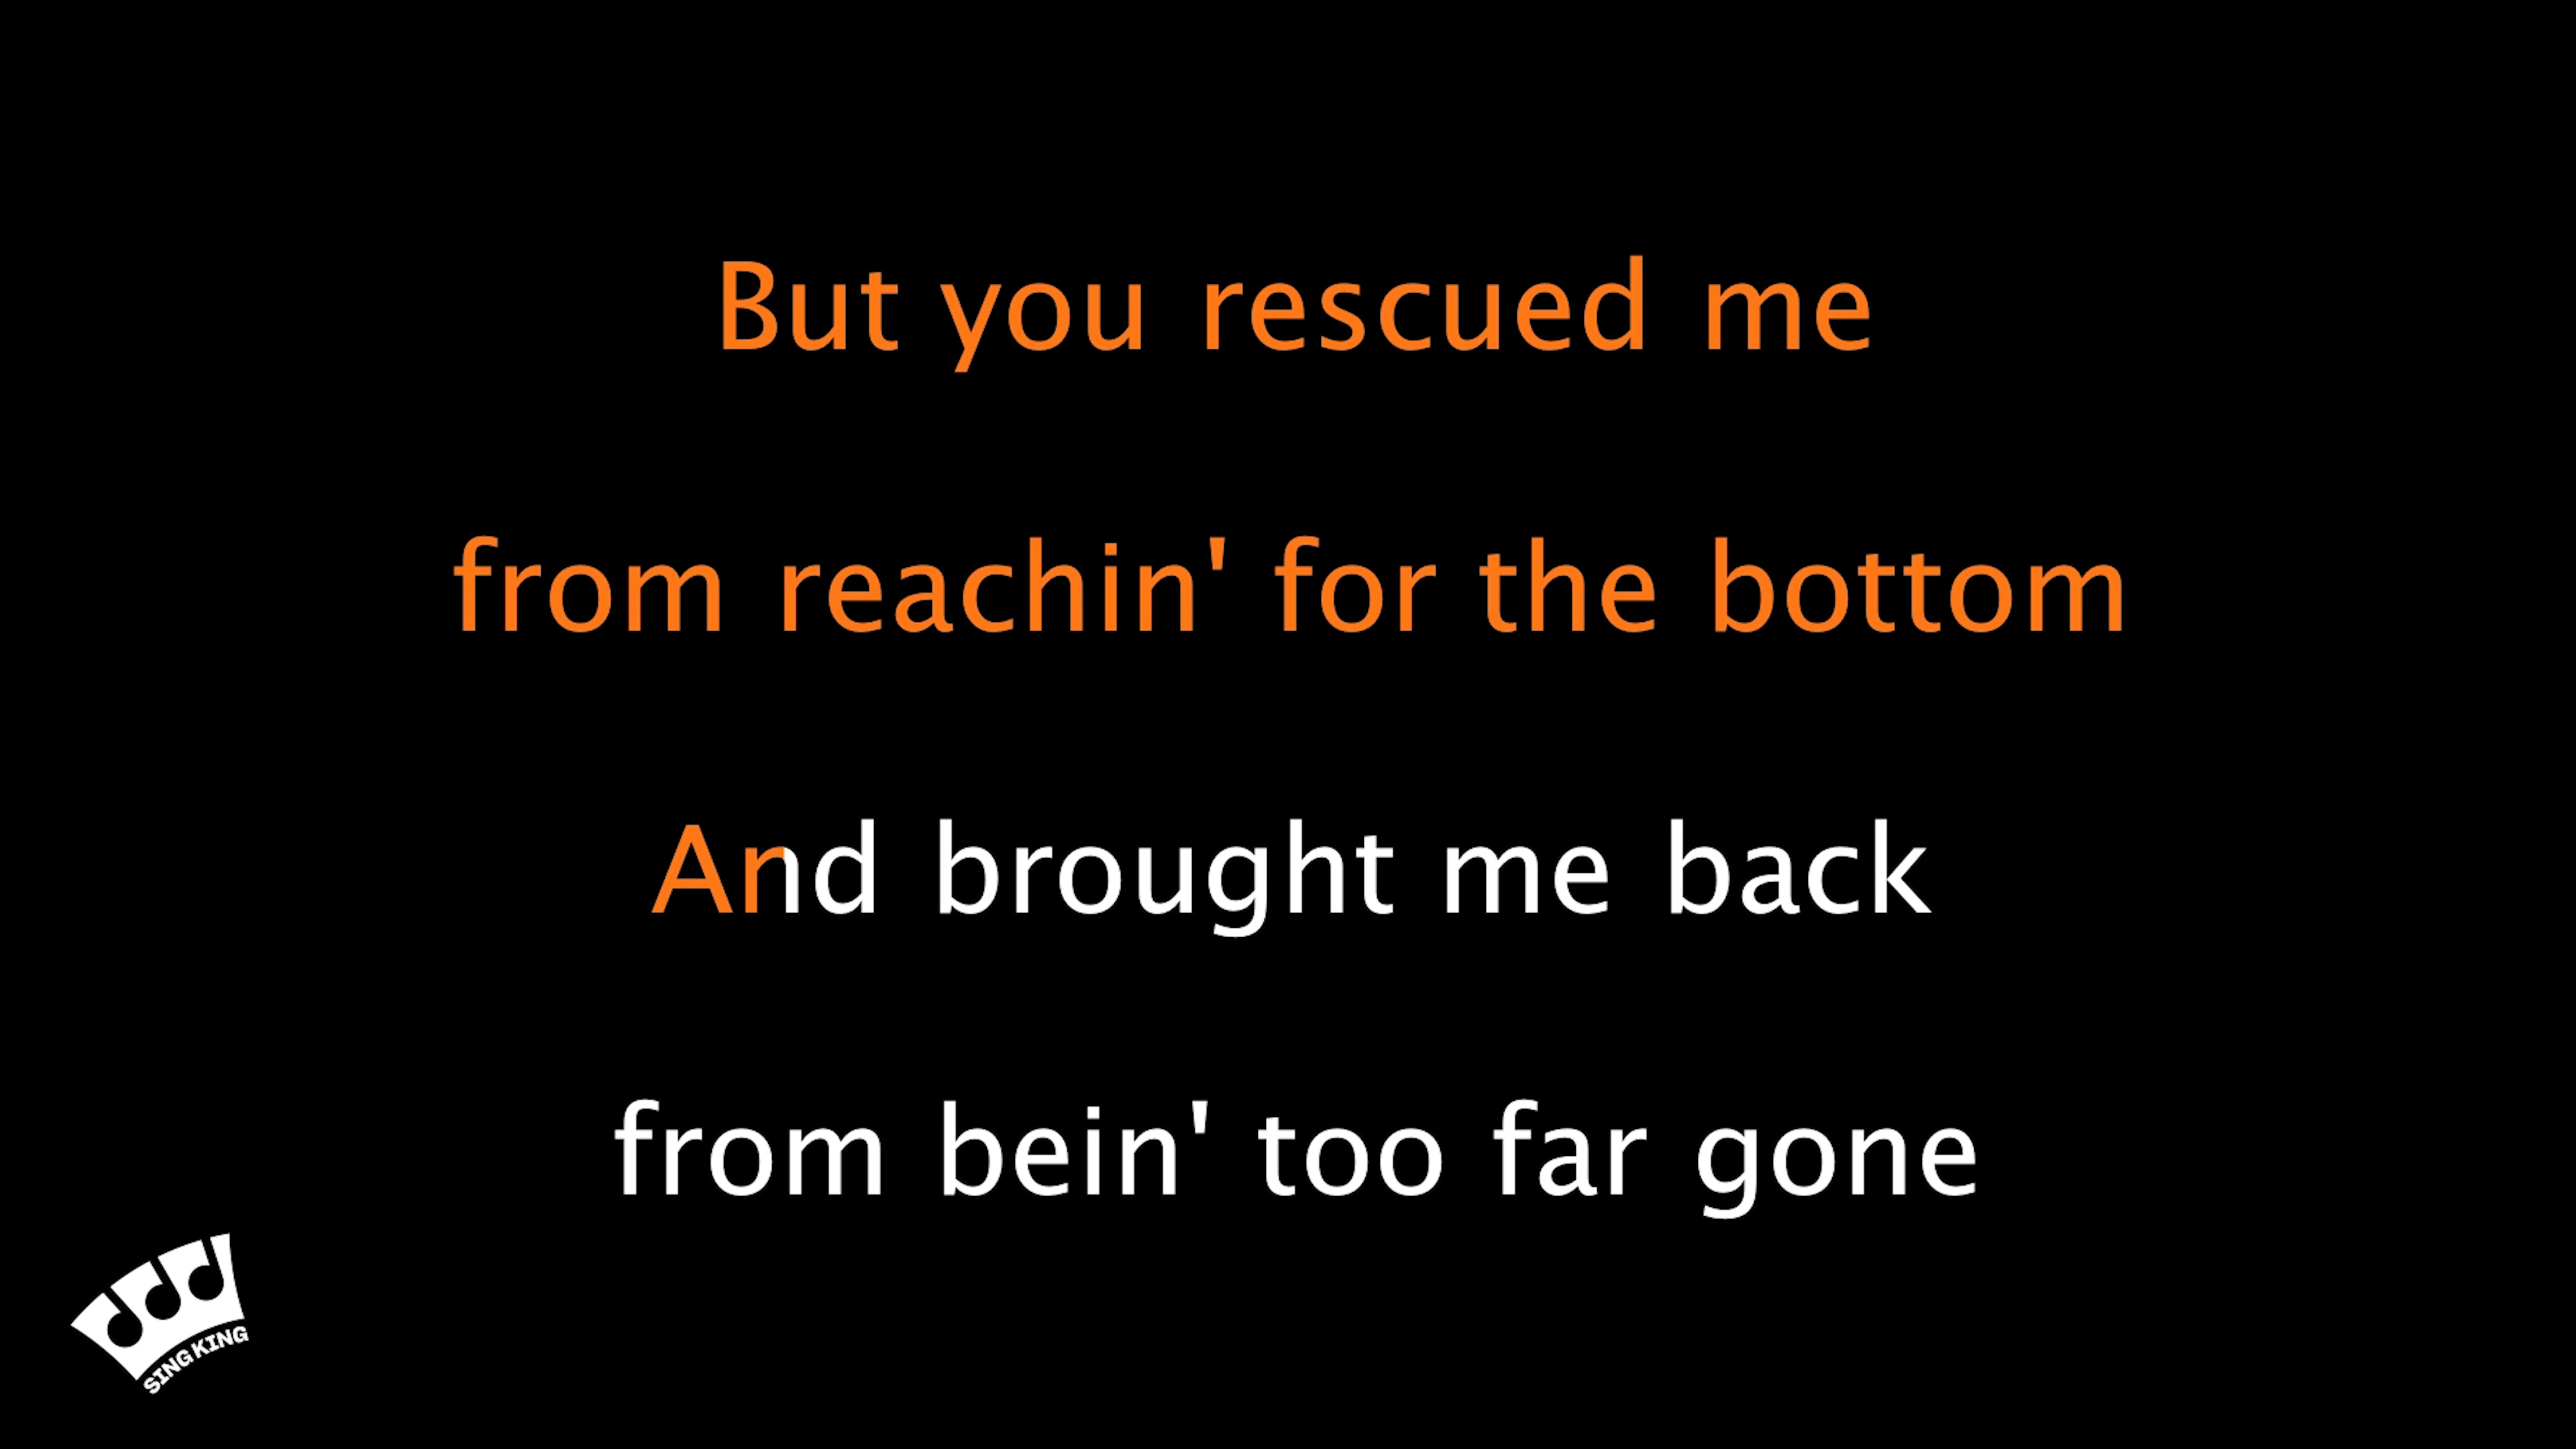 But you rescued me
from reachin' for the bottom
And brought me back
from bein' too far gone
SING KING